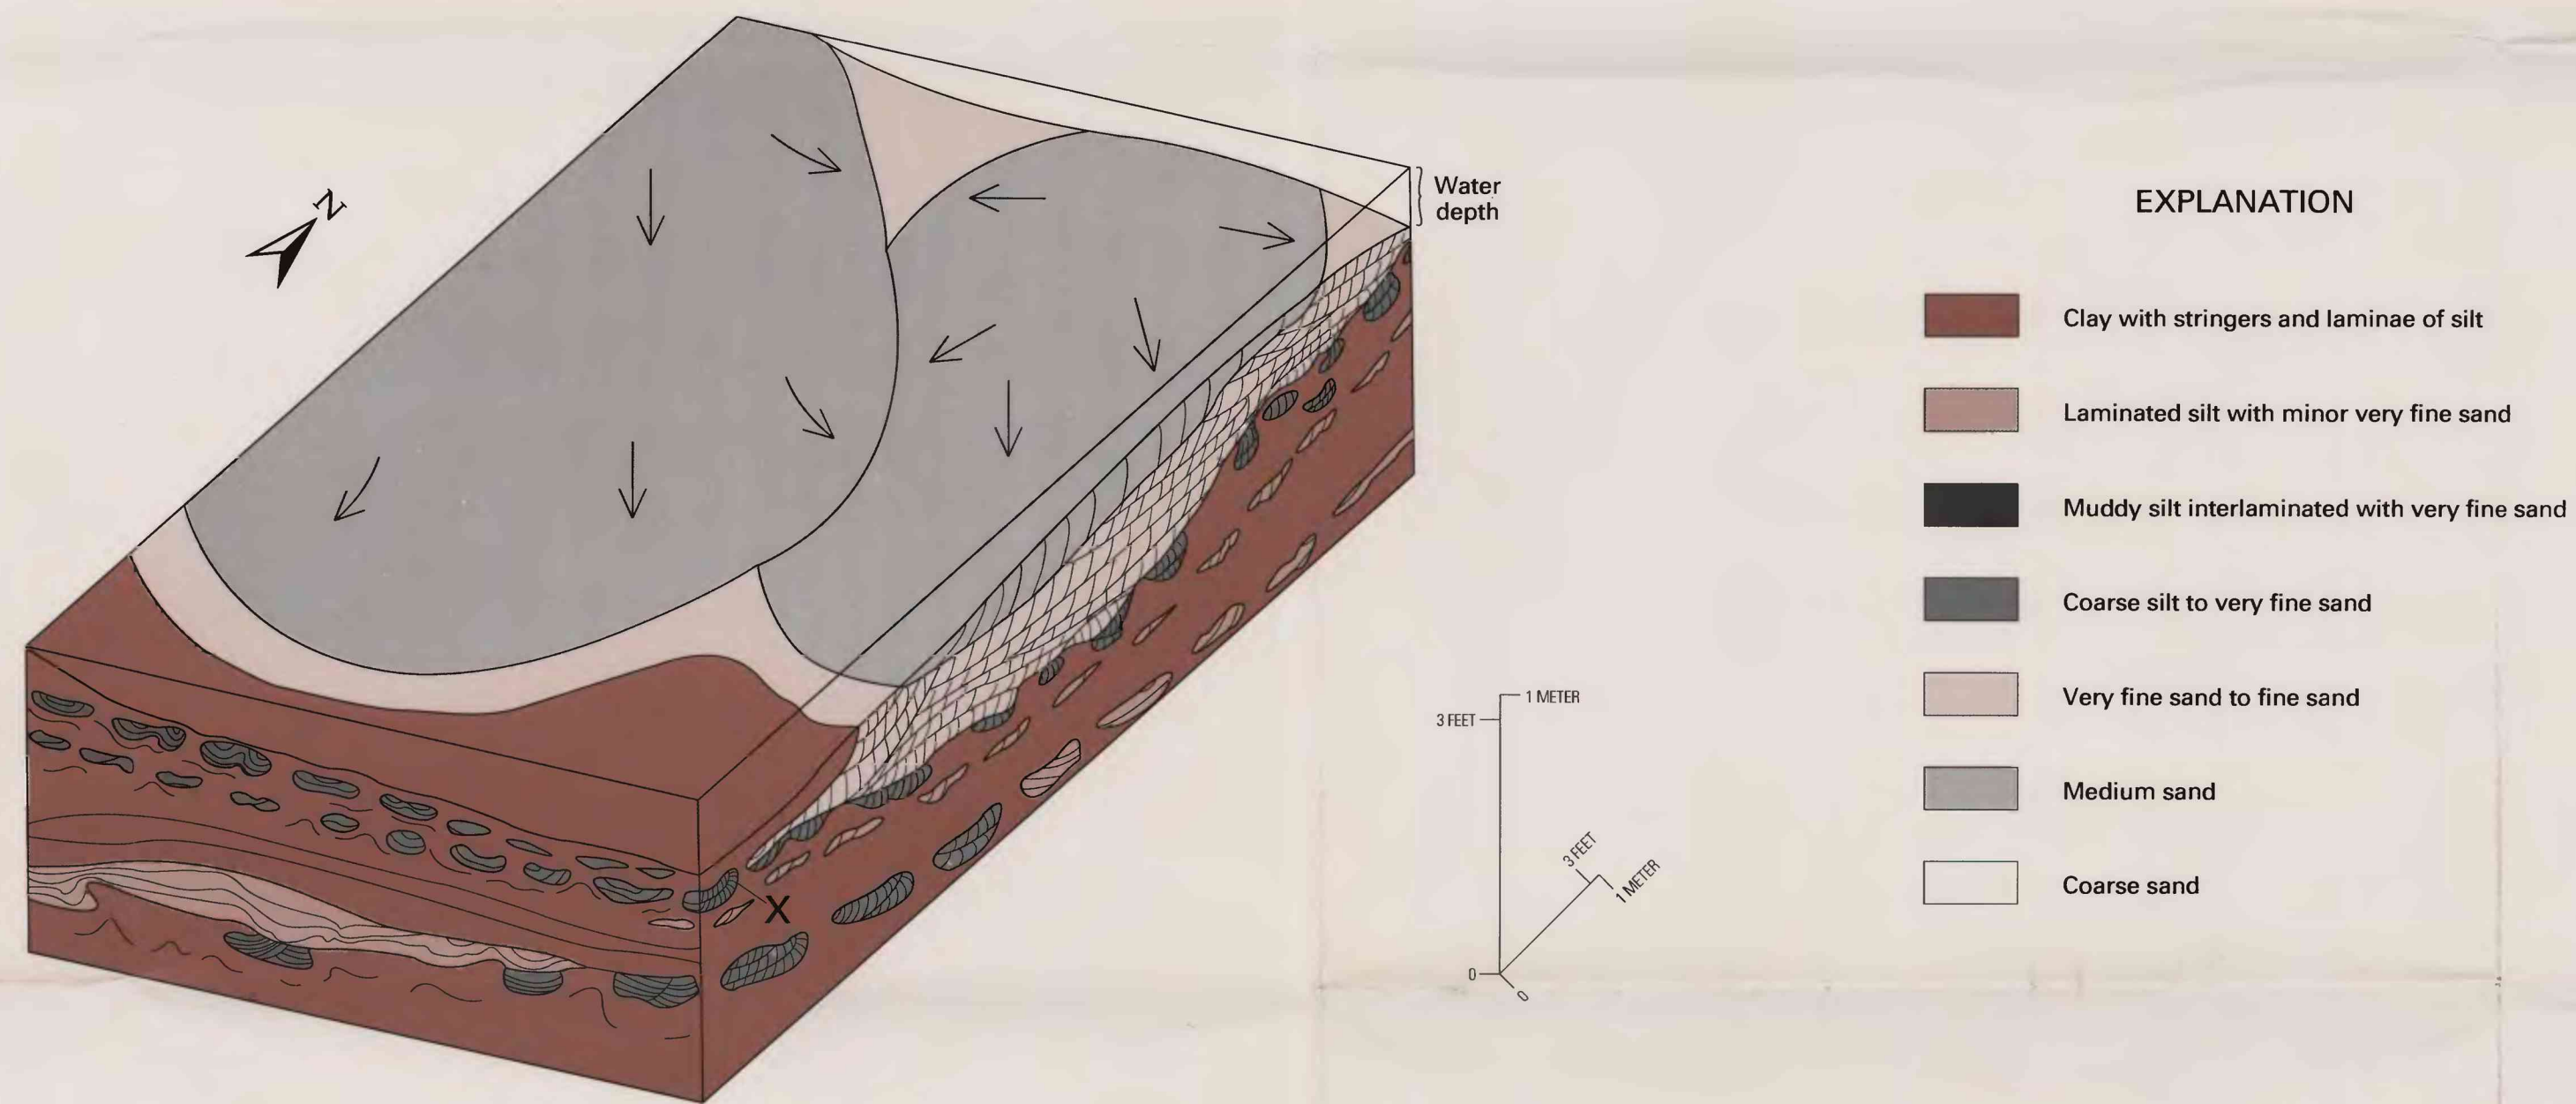 N
Water
depth
X
3 FEET
1 METER
0
3 FEET
1 METER
0
EXPLANATION
Clay with stringers and laminae of silt
Laminated silt with minor very fine sand
Muddy silt interlaminated with very fine sand
Coarse silt to very fine sand
Very fine sand to fine sand
Medium sand
Coarse sand